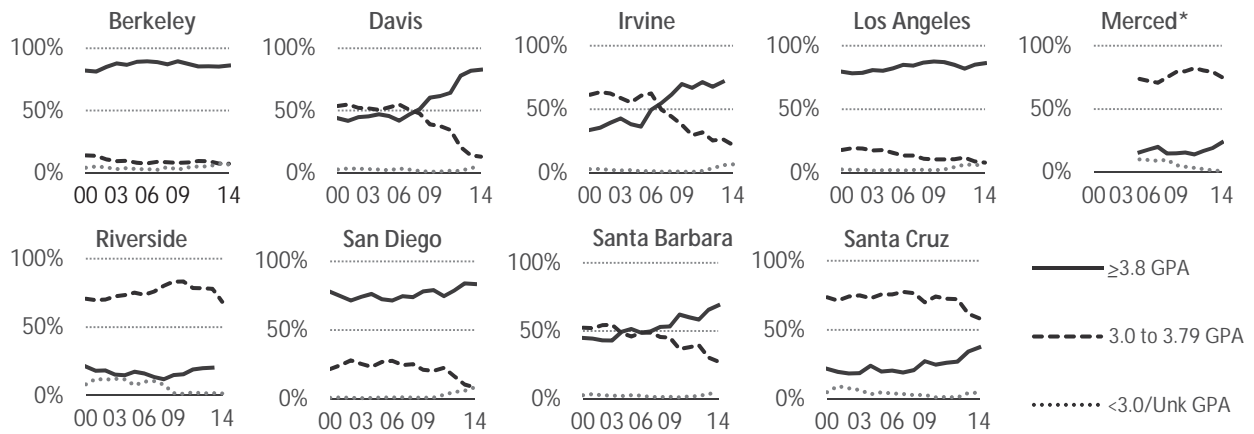 Berkeley
100%
50%
0%
00 03 06 09 14
Davis
100%
50%
0%
00 03 06 09 14
Irvine
100%
50%
0%
00 03 06 09 14
Los Angeles
100%
50%
0%
00 03 06 09 14
Merced*
100%
50%
0%
00 03 06 09 14
Riverside
100%
50%
0%
00 03 06 09 14
San Diego
100%
50%
0%
00 03 06 09 14
Santa Barbara
100%
50%
0%
00 03 06 09 14
Santa Cruz
100%
50%
0%
00 03 06 09 14
≥3.8 GPA
3.0 to 3.79 GPA
<3.0/Unk GPA